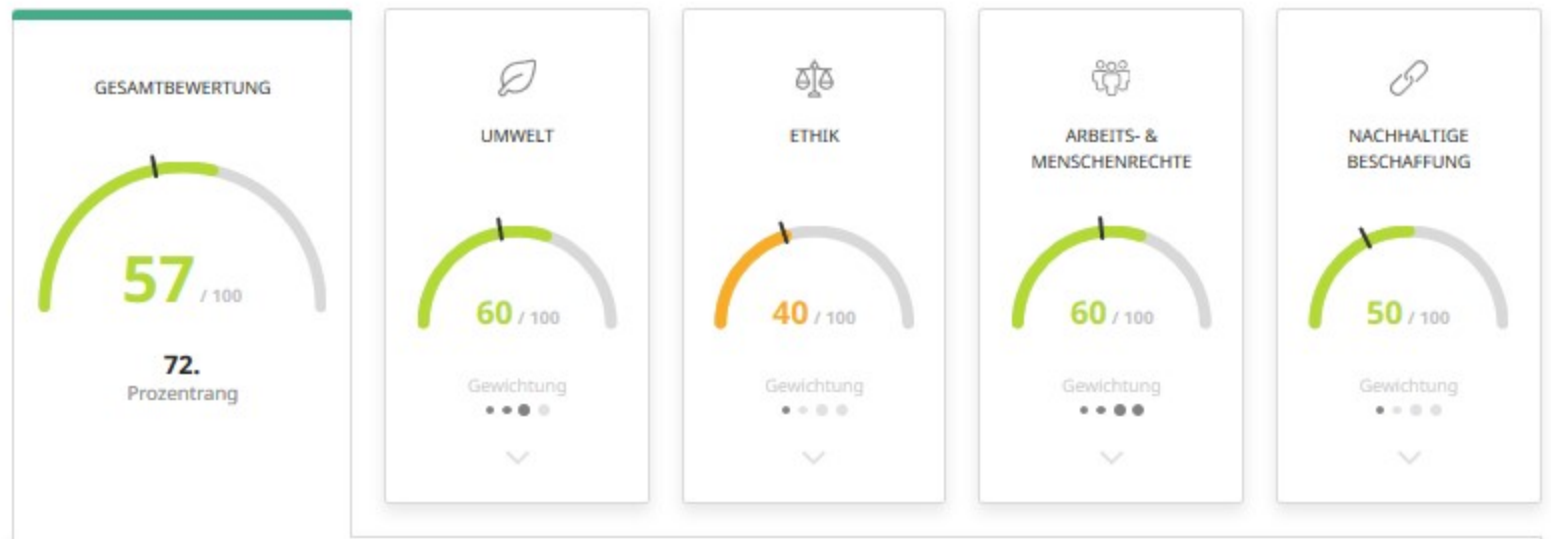 GESAMTBEWERTUNG
57 / 100
72.
Prozentrang
UMWELT
60 / 100
Gewichtung
ETHIK
40 / 100
Gewichtung
ARBEITS- &
MENSCHENRECHTE
60 / 100
Gewichtung
NACHHALTIGE
BESCHAFFUNG
50 / 100
Gewichtung